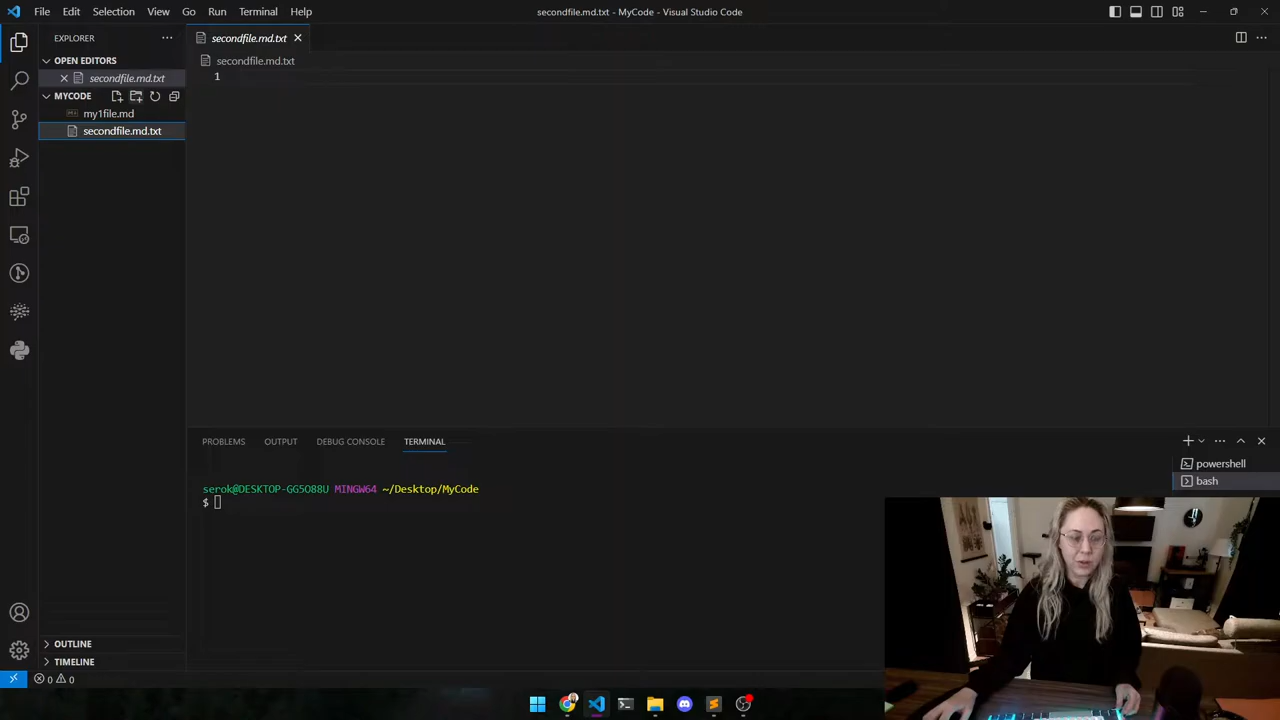 File Edit Selection View Go Run Terminal Help
secondfile.md.txt - MyCode - Visual Studio Code
EXPLORER
secondfile.md.txt
OPEN EDITORS
secondfile.md.txt
secondfile.md.txt
1
MYCODE
my1file.md
secondfile.md.txt
PROBLEMS OUTPUT DEBUG CONSOLE TERMINAL
powershell
bash
serok@DESKTOP-GG5O88U MINGW64 ~/Desktop/MyCode
$
OUTLINE
TIMELINE
0 0